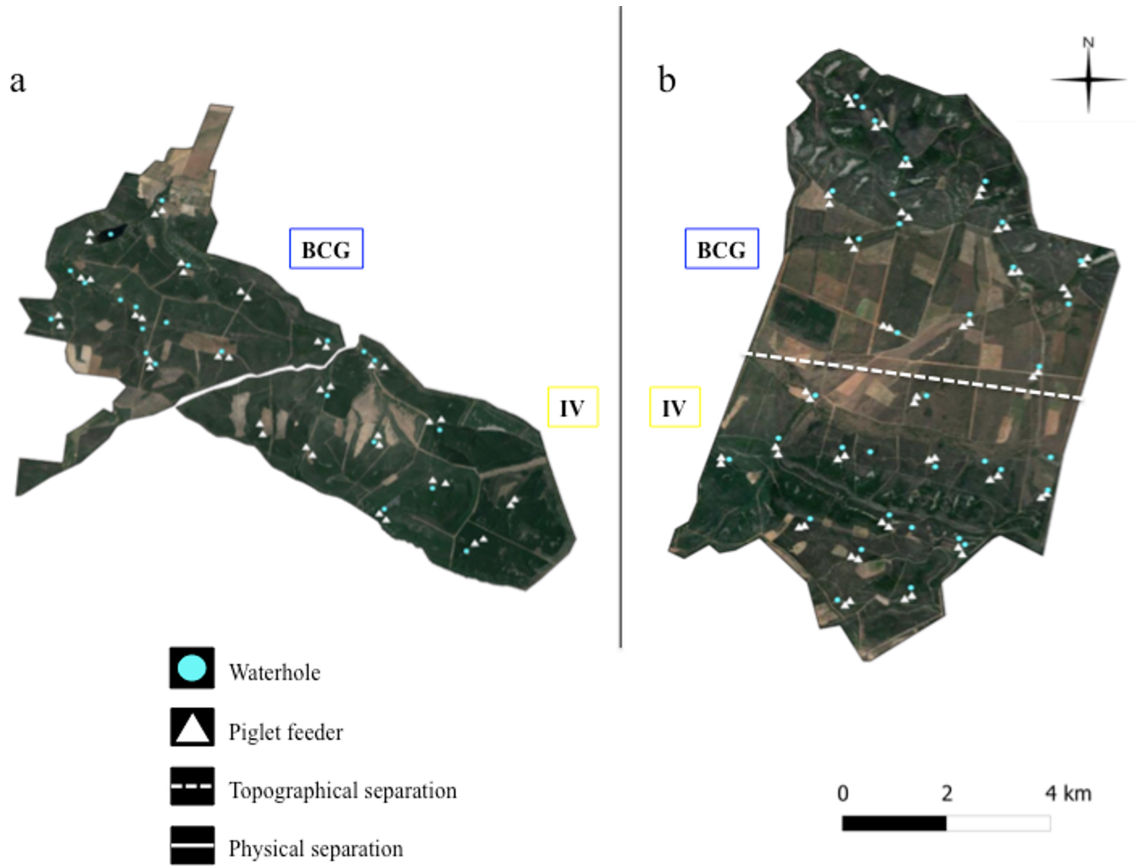 a
b
N
BCG
BCG
IV
IV
Waterhole
Piglet feeder
Topographical separation
Physical separation
0 2 4 km